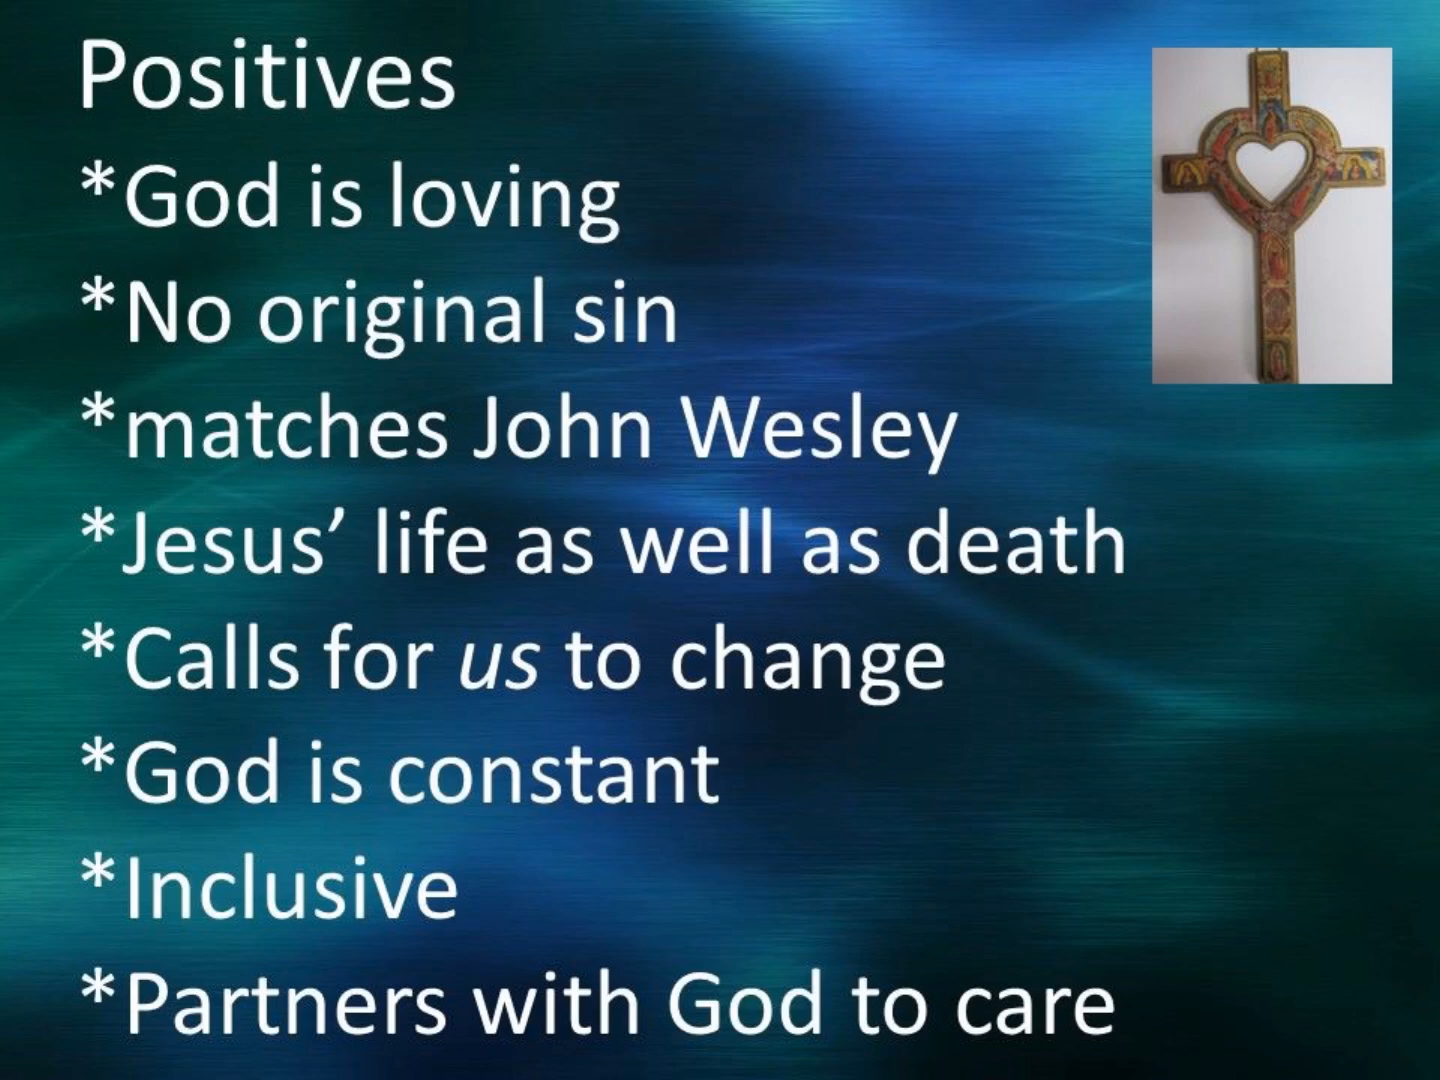 Positives
*God is loving
*No original sin
*matches John Wesley
*Jesus’ life as well as death
*Calls for us to change
*God is constant
*Inclusive
*Partners with God to care